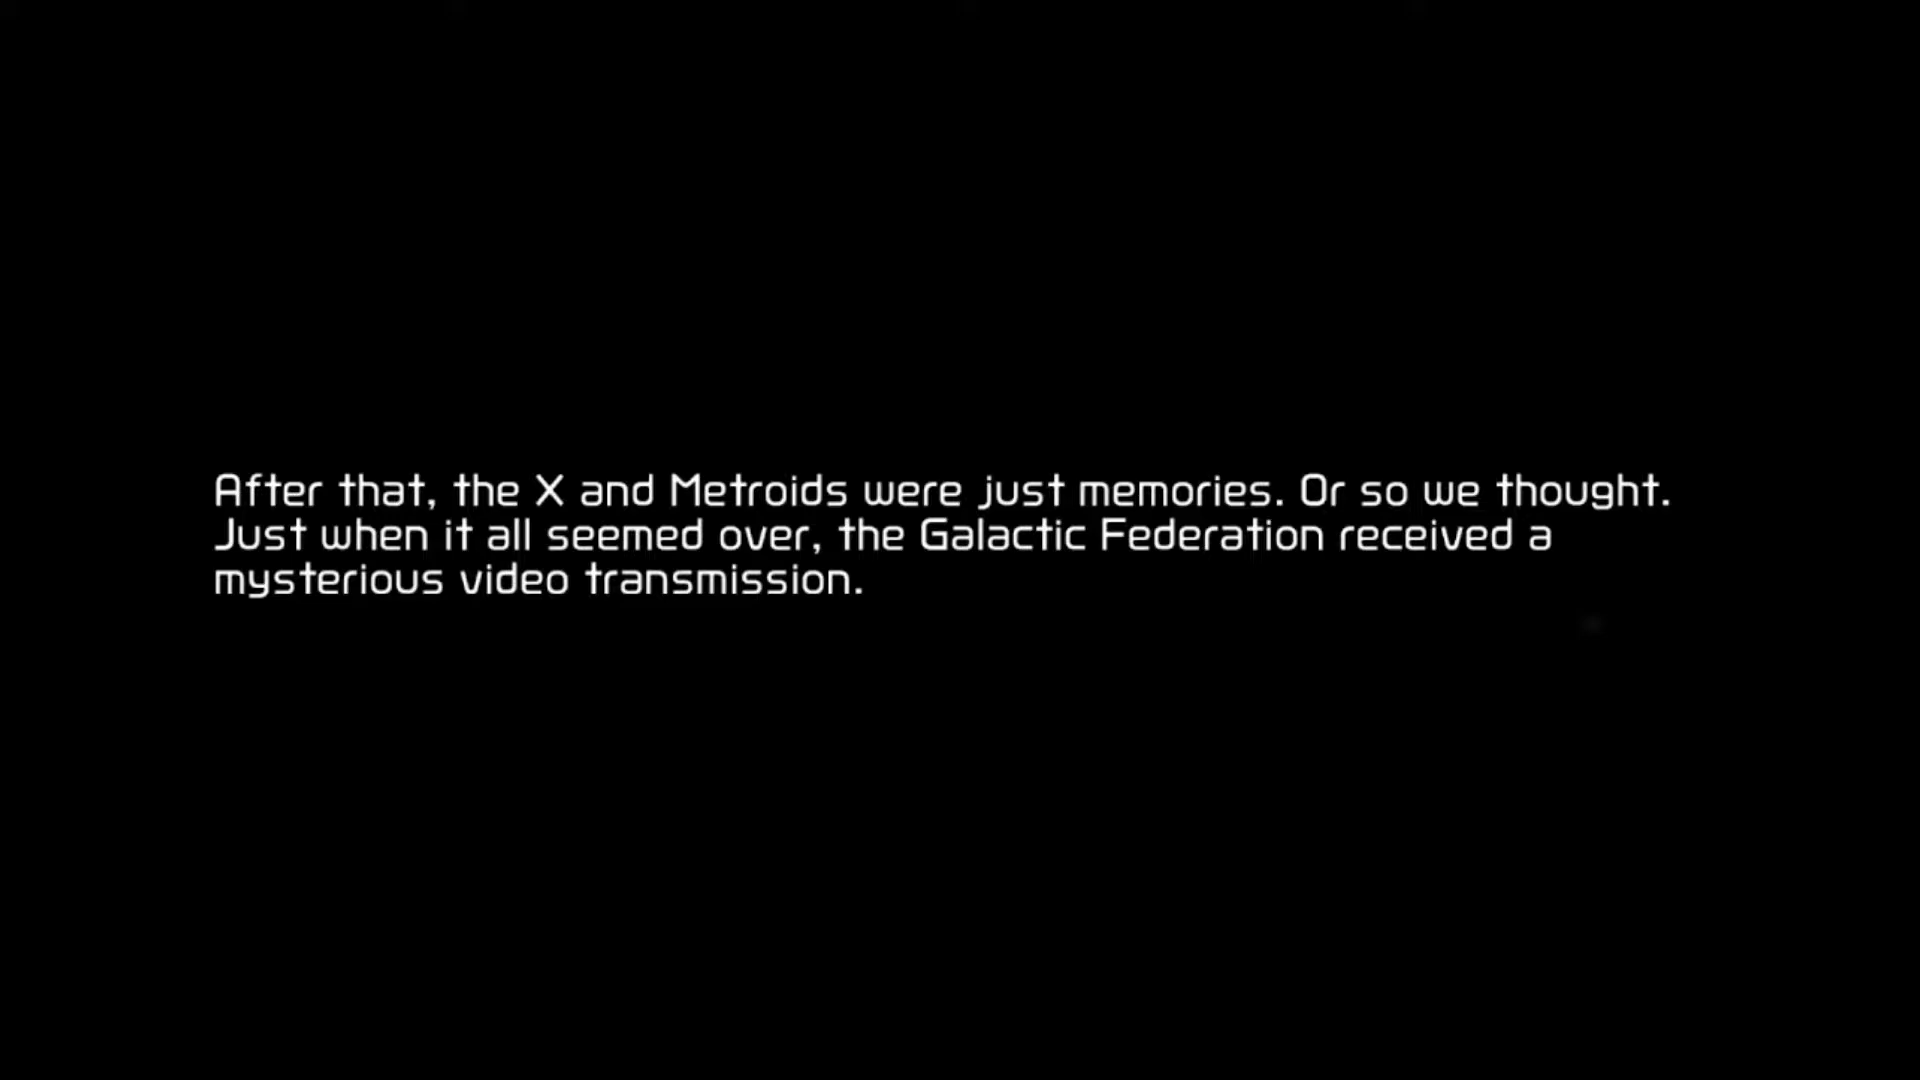 After that, the X and Metroids were just memories. Or so we thought.
Just when it all seemed over, the Galactic Federation received a
mysterious video transmission.